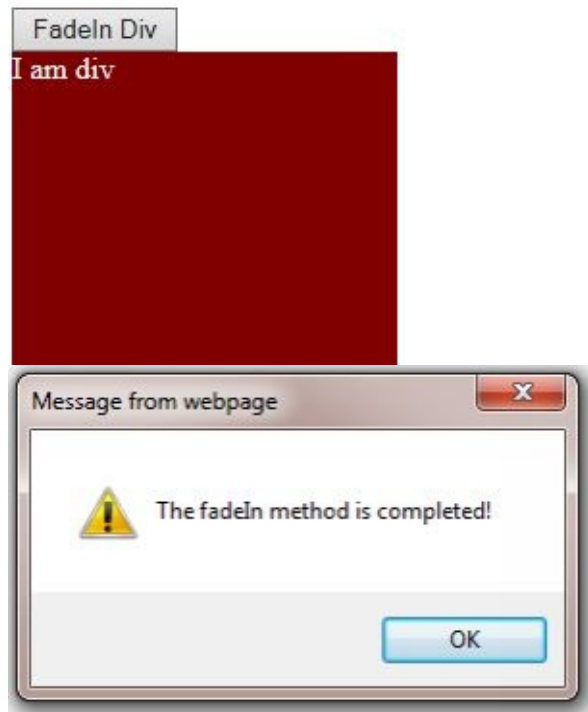 FadeIn Div
I am div
Message from webpage
The fadeIn method is completed!
OK